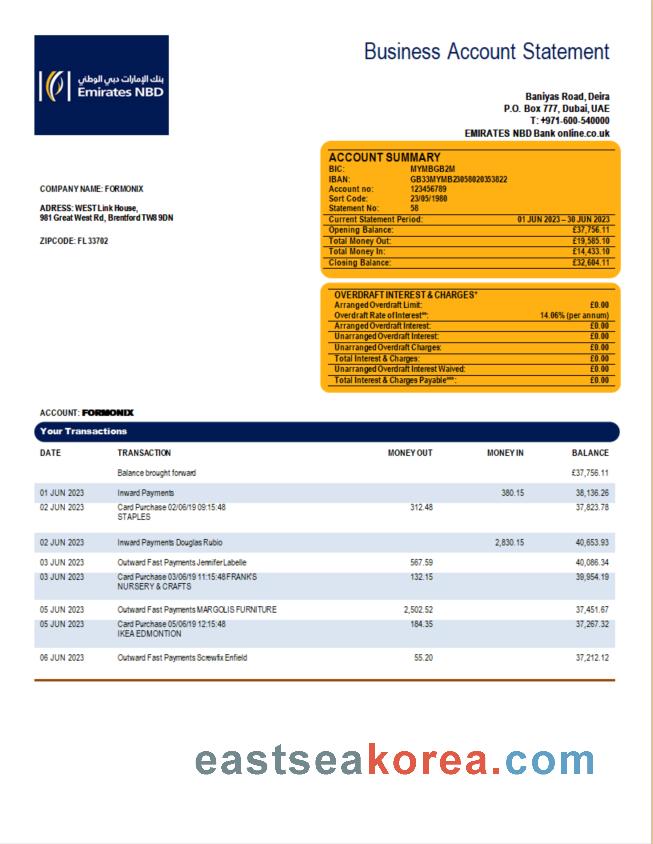 Business Account Statement
بنك الإمارات دبي الوطني
Emirates NBD
Baniyas Road, Deira
P.O. Box 777, Dubai, UAE
T: +971-600-540000
EMIRATES NBD Bank online.co.uk
ACCOUNT SUMMARY
BIC: MYMBGB2M
IBAN: GB33MYMB23058020353822
Account no: 123456789
Sort Code: 23/05/1980
Statement No: 58
Current Statement Period: 01 JUN 2023 – 30 JUN 2023
Opening Balance: £37,756.11
Total Money Out: £19,585.10
Total Money In: £14,433.10
Closing Balance: £32,604.11
COMPANY NAME: FORMONIX
ADRESS: WEST Link House,
981 Great West Rd, Brentford TW8 9DN
ZIPCODE: FL 33702
OVERDRAFT INTEREST & CHARGES*
Arranged Overdraft Limit: £0.00
Overdraft Rate of Interest**: 14.06% (per annum)
Arranged Overdraft Interest: £0.00
Unarranged Overdraft Interest: £0.00
Unarranged Overdraft Charges: £0.00
Total Interest & Charges: £0.00
Unarranged Overdraft Interest Waived: £0.00
Total Interest & Charges Payable***: £0.00
ACCOUNT: FORMONIX
Your Transactions
DATE TRANSACTION MONEY OUT MONEY IN BALANCE
Balance brought forward £37,756.11
01 JUN 2023 Inward Payments 380.15 38,136.26
02 JUN 2023 Card Purchase 02/06/19 09:15:48 312.48 37,823.78
STAPLES
02 JUN 2023 Inward Payments Douglas Rubio 2,830.15 40,653.93
03 JUN 2023 Outward Fast Payments Jennifer Labelle 567.59 40,086.34
03 JUN 2023 Card Purchase 03/06/19 11:15:48 FRANK'S 132.15 39,954.19
NURSERY & CRAFTS
05 JUN 2023 Outward Fast Payments MARGOLIS FURNITURE 2,502.52 37,451.67
05 JUN 2023 Card Purchase 05/06/19 12:15:48 184.35 37,267.32
IKEA EDMONTION
06 JUN 2023 Outward Fast Payments Screwfix Enfield 55.20 37,212.12
eastseakorea.com